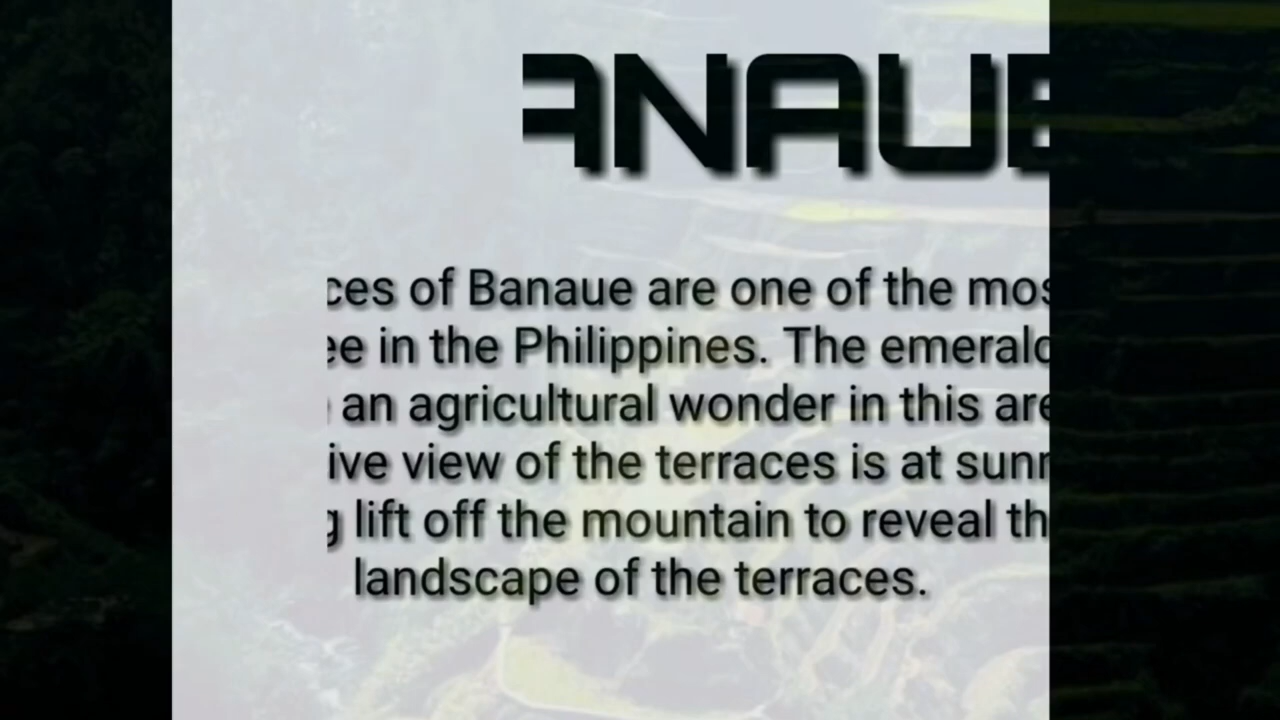 ANAUE
ces of Banaue are one of the mos
ee in the Philippines. The emerald
an agricultural wonder in this are
ive view of the terraces is at sunr
g lift off the mountain to reveal th
landscape of the terraces.